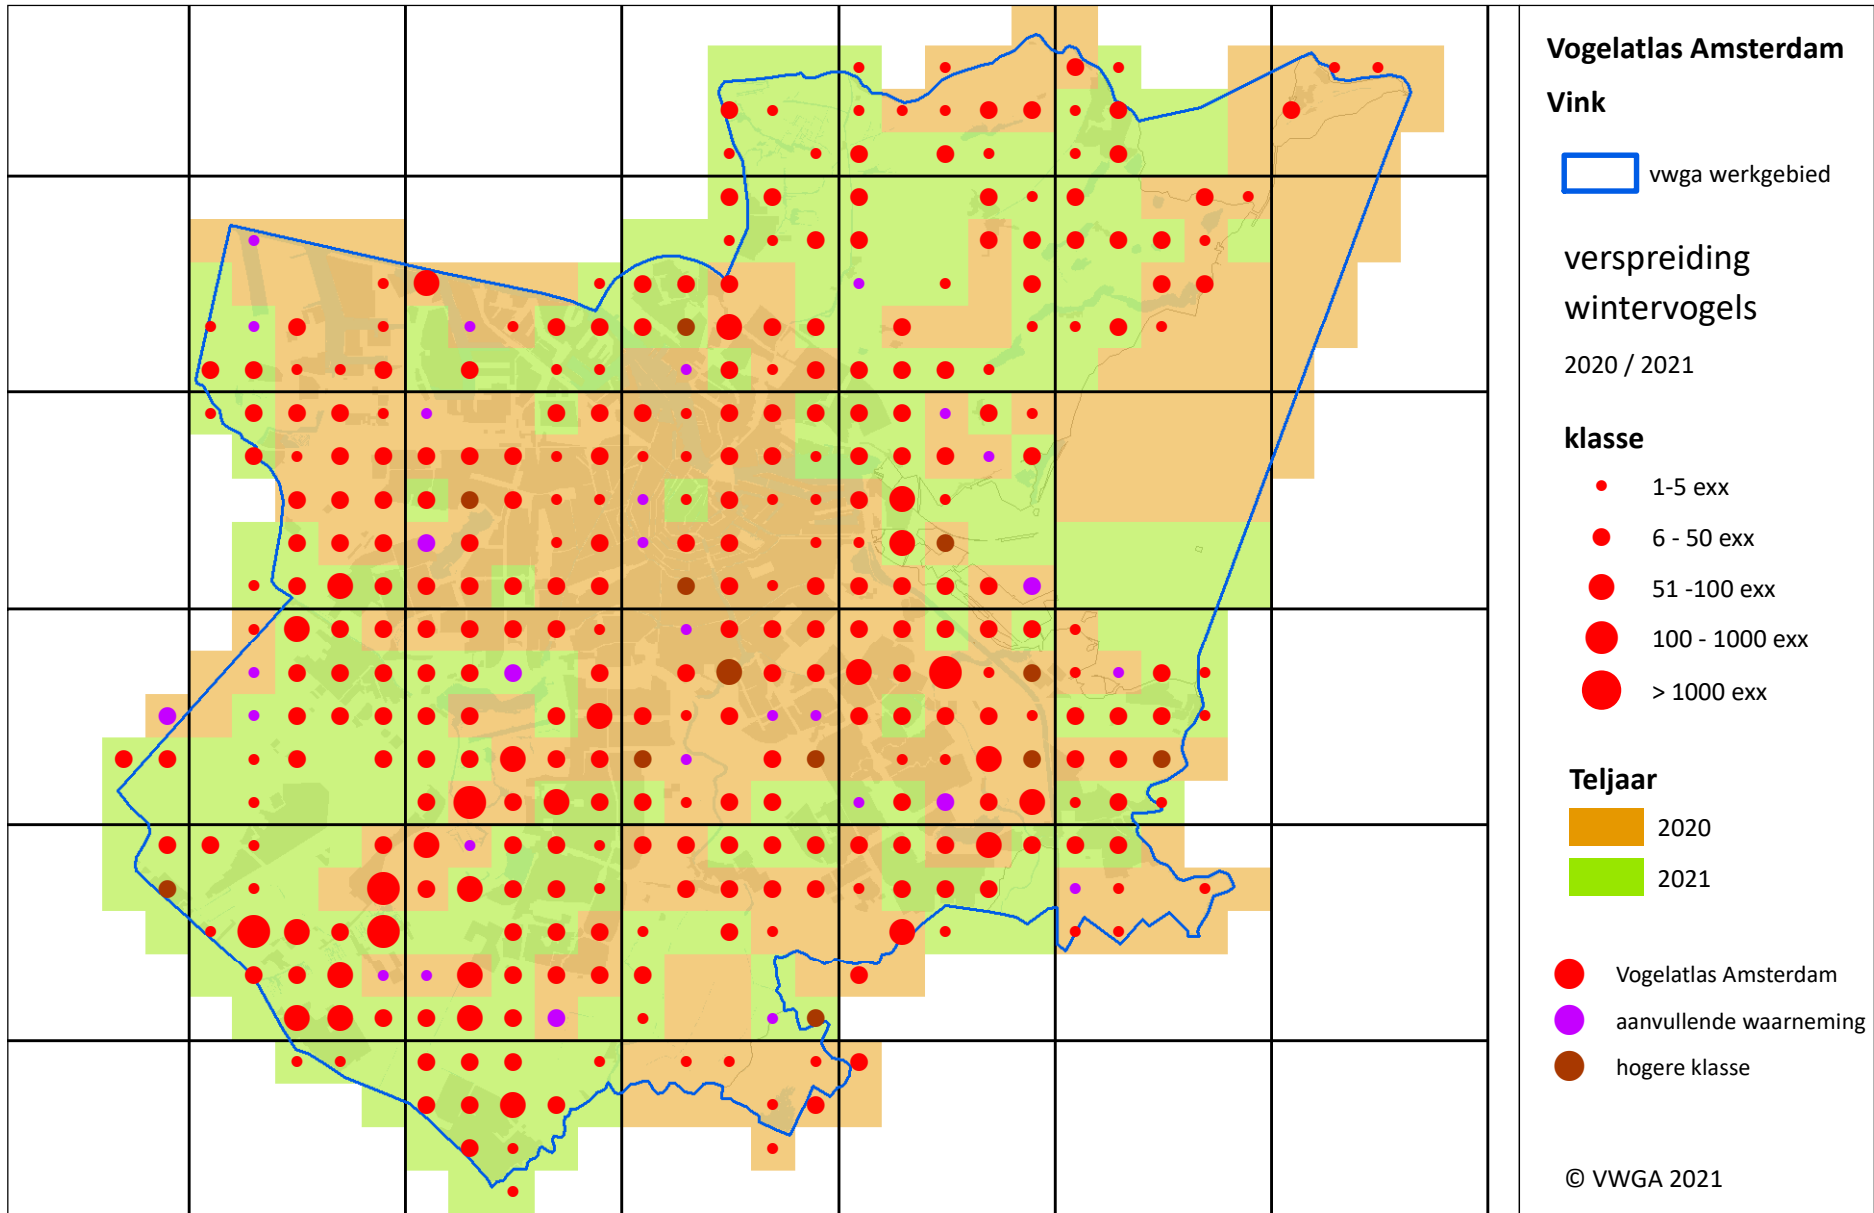 Vogelatlas Amsterdam
Vink
vwga werkgebied
verspreiding
wintervogels
2020 / 2021
klasse
1-5 exx
6 - 50 exx
51 -100 exx
100 - 1000 exx
> 1000 exx
Teljaar
2020
2021
Vogelatlas Amsterdam
aanvullende waarneming
hogere klasse
© VWGA 2021